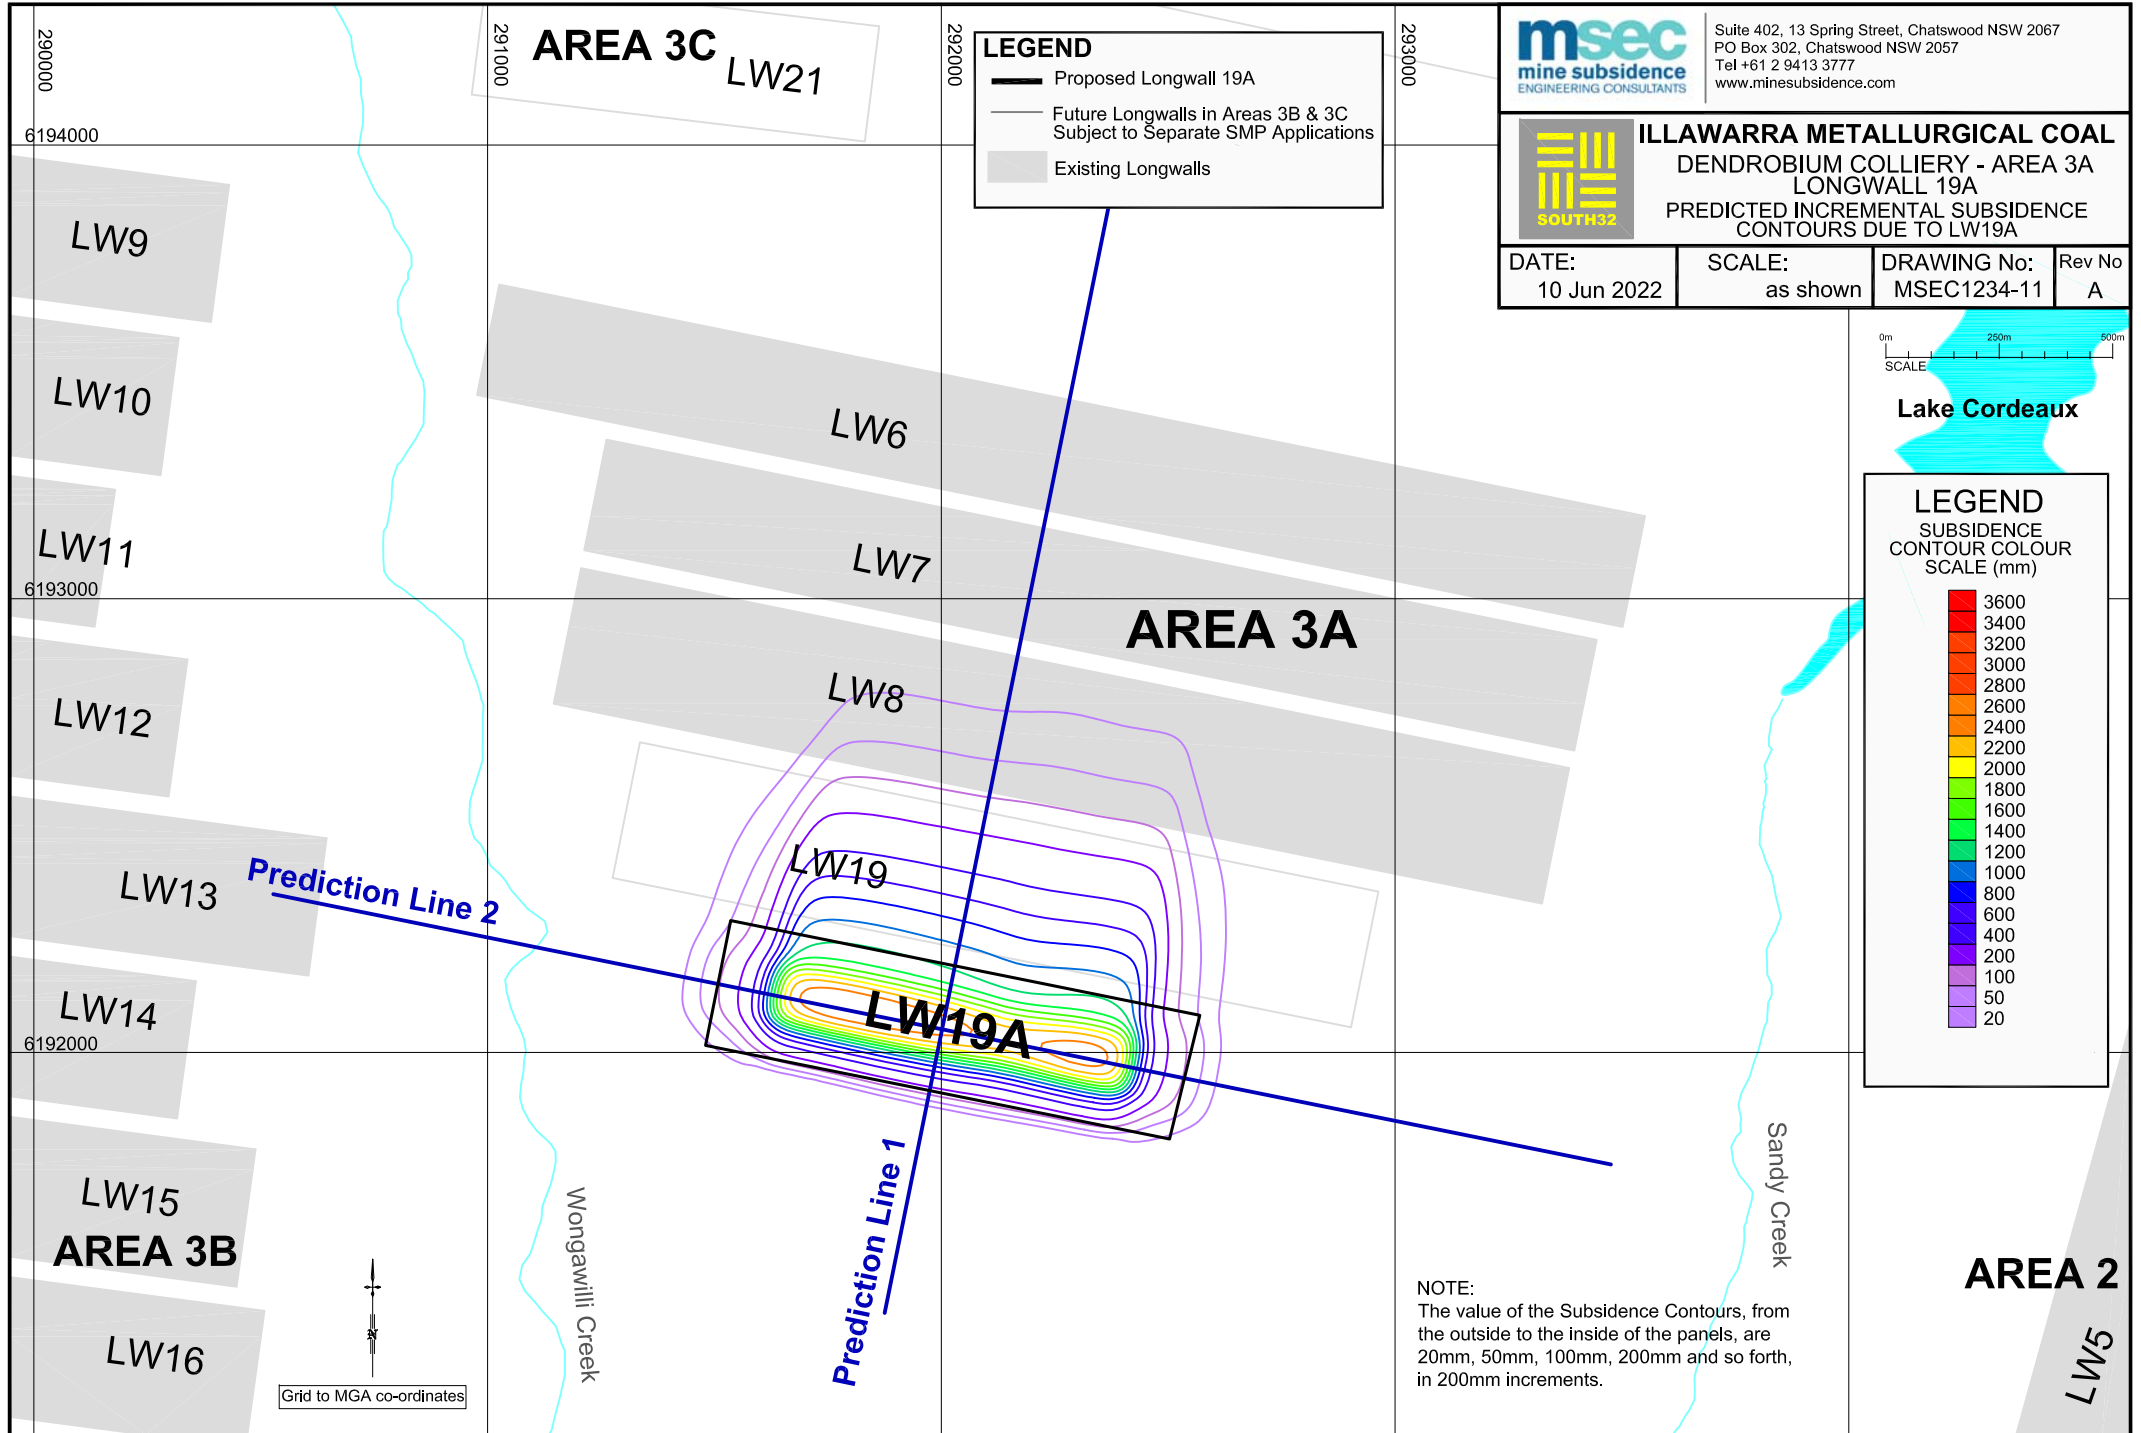 290000
291000
292000
293000
AREA 3C
LW21
LEGEND
Proposed Longwall 19A
Future Longwalls in Areas 3B & 3C
Subject to Separate SMP Applications
Existing Longwalls
msec
mine subsidence
ENGINEERING CONSULTANTS
Suite 402, 13 Spring Street, Chatswood NSW 2067
PO Box 302, Chatswood NSW 2057
Tel +61 2 9413 3777
www.minesubsidence.com
SOUTH32
ILLAWARRA METALLURGICAL COAL
DENDROBIUM COLLIERY - AREA 3A
LONGWALL 19A
PREDICTED INCREMENTAL SUBSIDENCE
CONTOURS DUE TO LW19A
DATE:
10 Jun 2022
SCALE:
as shown
DRAWING No:
MSEC1234-11
Rev No
A
0m
250m
500m
SCALE
Lake Cordeaux
LEGEND
SUBSIDENCE
CONTOUR COLOUR
SCALE (mm)
3600
3400
3200
3000
2800
2600
2400
2200
2000
1800
1600
1400
1200
1000
800
600
400
200
100
50
20
6194000
6193000
6192000
LW9
LW10
LW11
LW12
LW13
LW14
LW15
AREA 3B
LW16
LW6
LW7
AREA 3A
LW8
LW19
LW19A
Prediction Line 2
Prediction Line 1
Wongawilli Creek
Sandy Creek
AREA 2
LW5
N
Grid to MGA co-ordinates
NOTE:
The value of the Subsidence Contours, from
the outside to the inside of the panels, are
20mm, 50mm, 100mm, 200mm and so forth,
in 200mm increments.